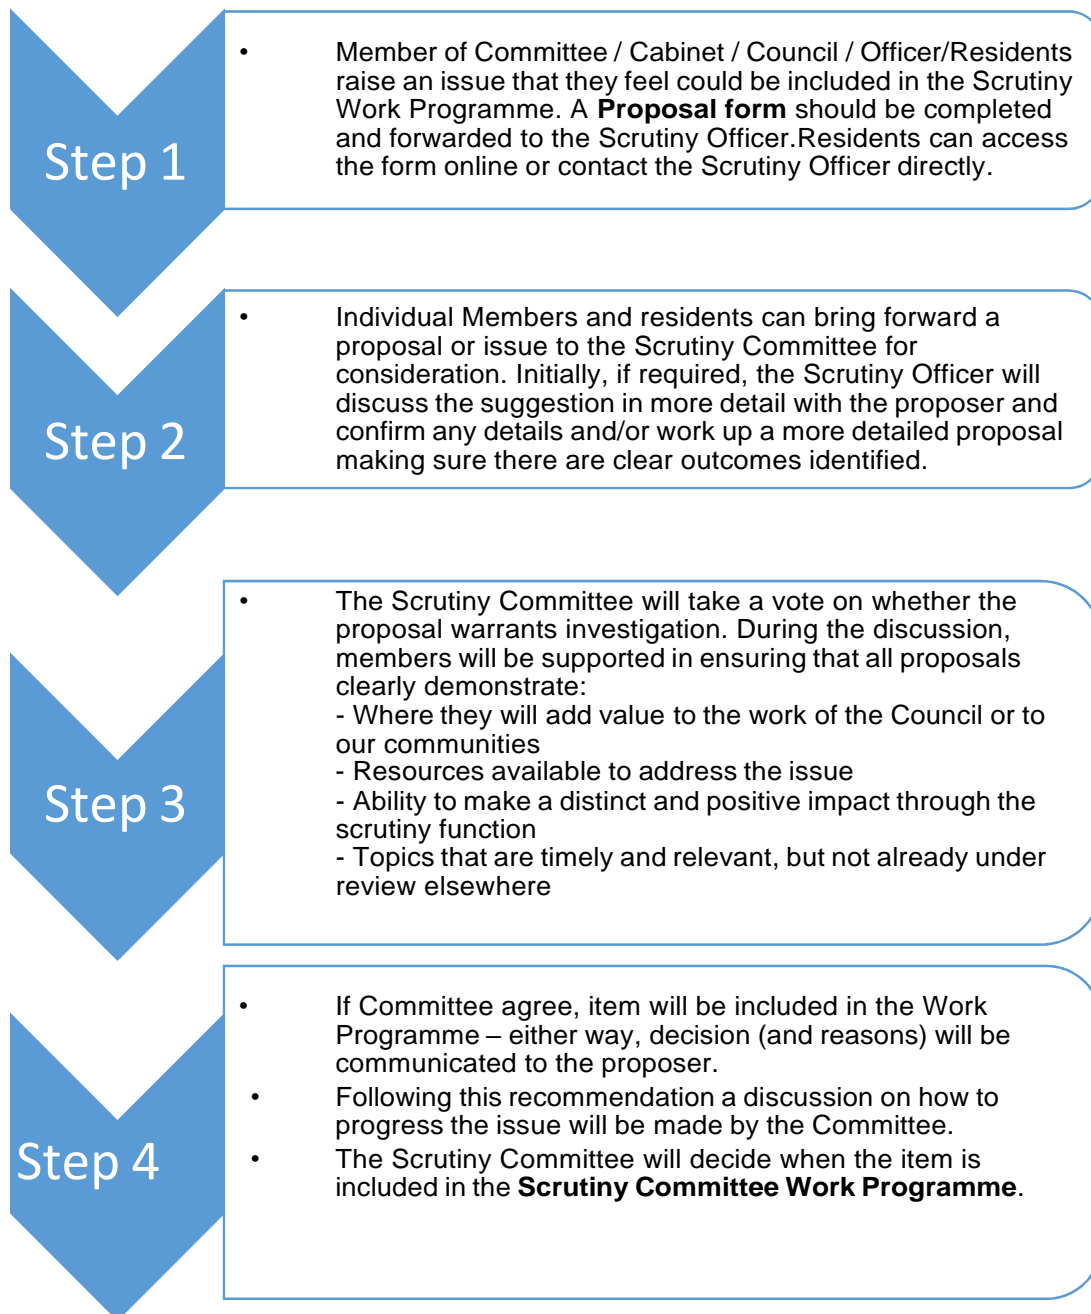 Step 1
• Member of Committee / Cabinet / Council / Officer/Residents
raise an issue that they feel could be included in the Scrutiny
Work Programme. A Proposal form should be completed
and forwarded to the Scrutiny Officer.Residents can access
the form online or contact the Scrutiny Officer directly.
Step 2
• Individual Members and residents can bring forward a
proposal or issue to the Scrutiny Committee for
consideration. Initially, if required, the Scrutiny Officer will
discuss the suggestion in more detail with the proposer and
confirm any details and/or work up a more detailed proposal
making sure there are clear outcomes identified.
Step 3
• The Scrutiny Committee will take a vote on whether the
proposal warrants investigation. During the discussion,
members will be supported in ensuring that all proposals
clearly demonstrate:
- Where they will add value to the work of the Council or to
our communities
- Resources available to address the issue
- Ability to make a distinct and positive impact through the
scrutiny function
- Topics that are timely and relevant, but not already under
review elsewhere
Step 4
• If Committee agree, item will be included in the Work
Programme – either way, decision (and reasons) will be
communicated to the proposer.
• Following this recommendation a discussion on how to
progress the issue will be made by the Committee.
• The Scrutiny Committee will decide when the item is
included in the Scrutiny Committee Work Programme.